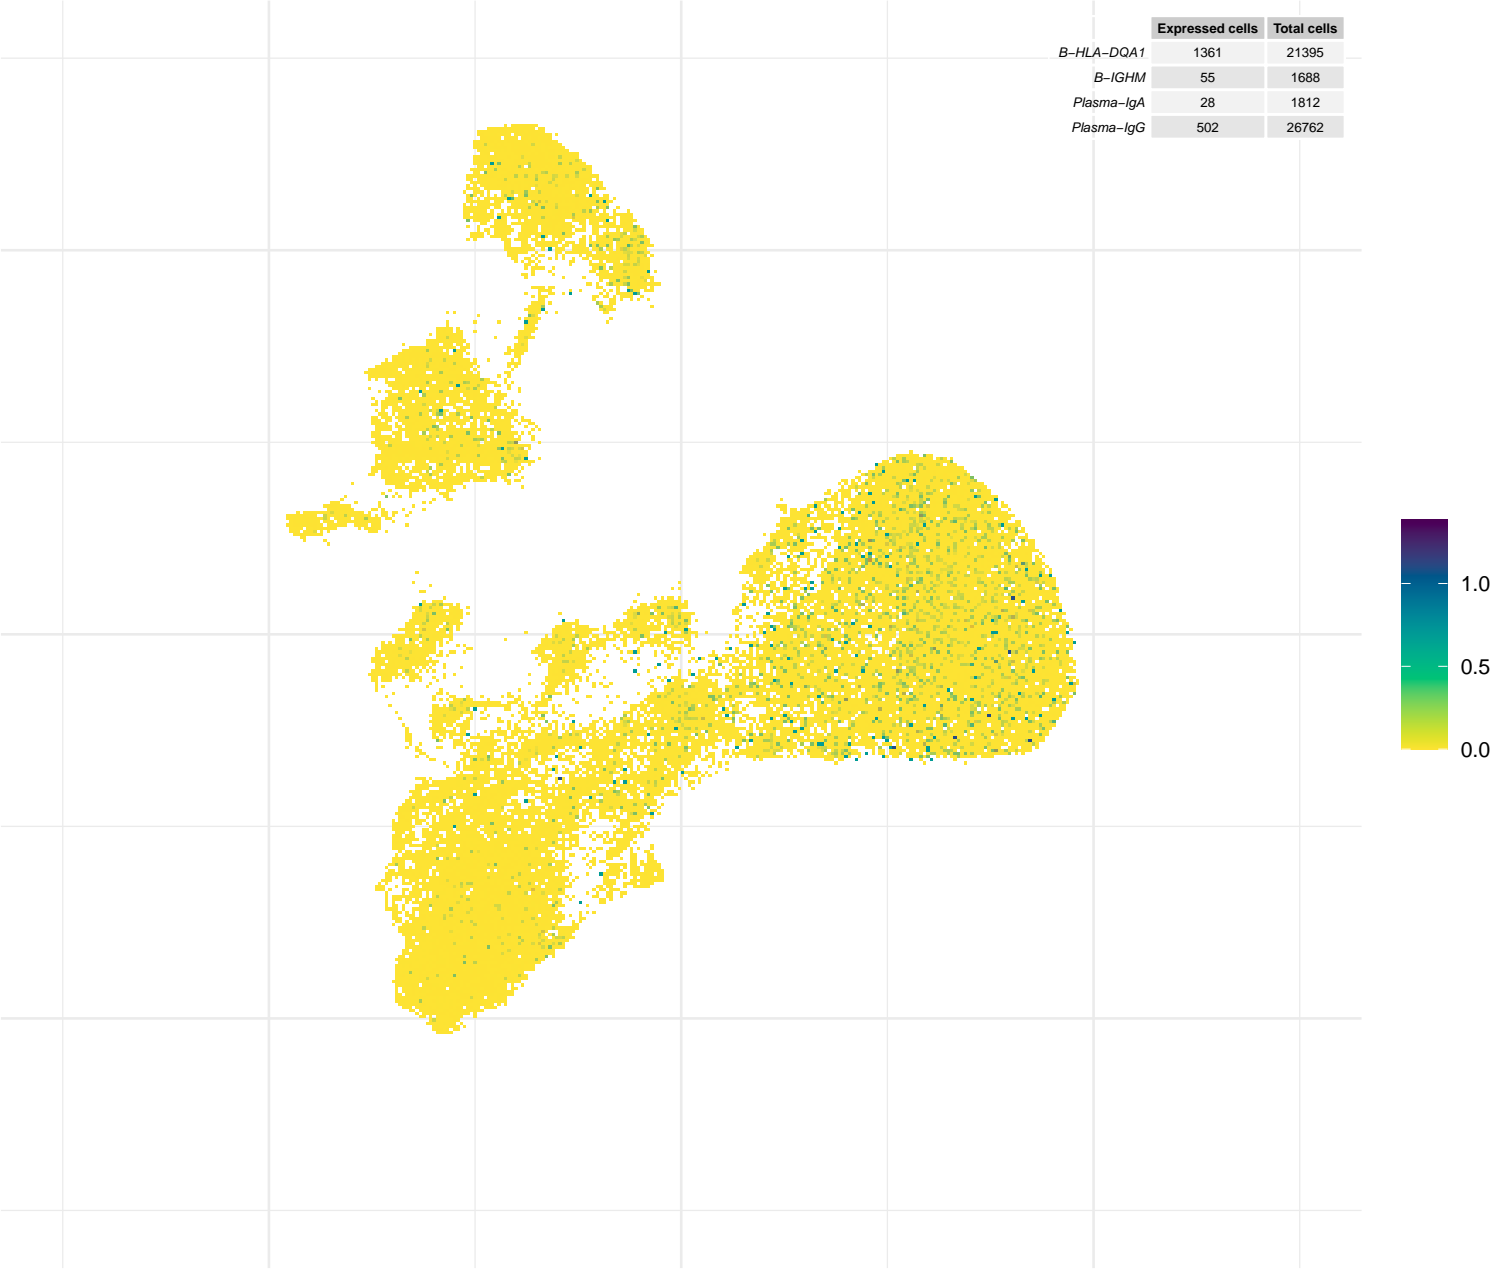 Expressed cells Total cells
B−HLA−DQA1 1361 21395
B−IGHM 55 1688
Plasma−IgA 28 1812
Plasma−IgG 502 26762
1.0
0.5
0.0